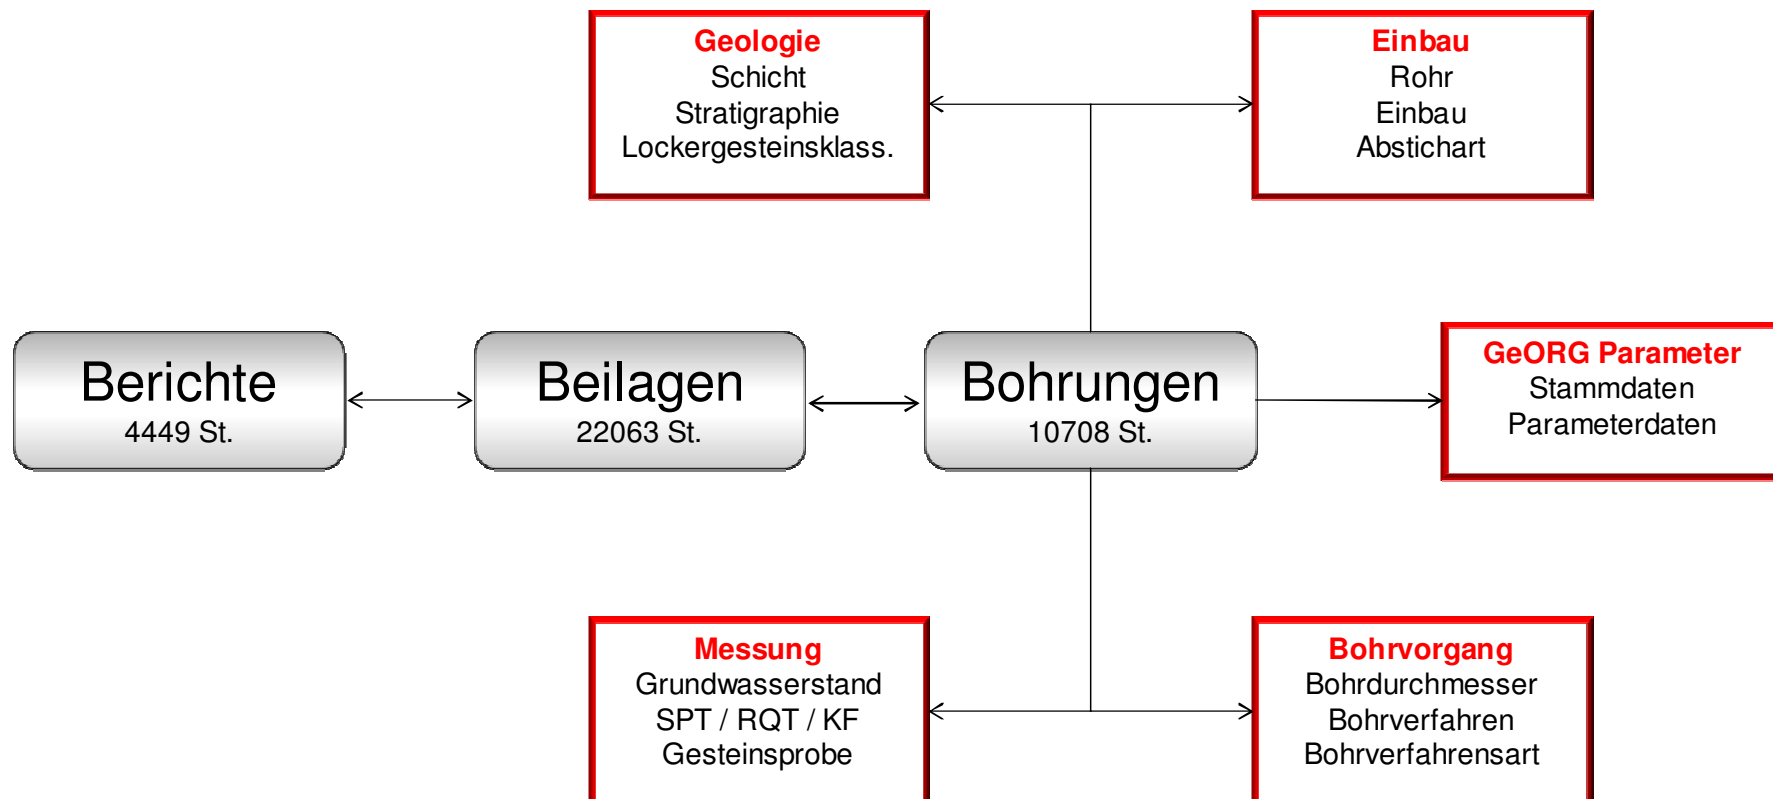 Geologie
Schicht
Stratigraphie
Lockergesteinsklass.
Einbau
Rohr
Einbau
Abstichart
Berichte
4449 St.
Beilagen
22063 St.
Bohrungen
10708 St.
GeORG Parameter
Stammdaten
Parameterdaten
Messung
Grundwasserstand
SPT / RQT / KF
Gesteinsprobe
Bohrvorgang
Bohrdurchmesser
Bohrverfahren
Bohrverfahrensart